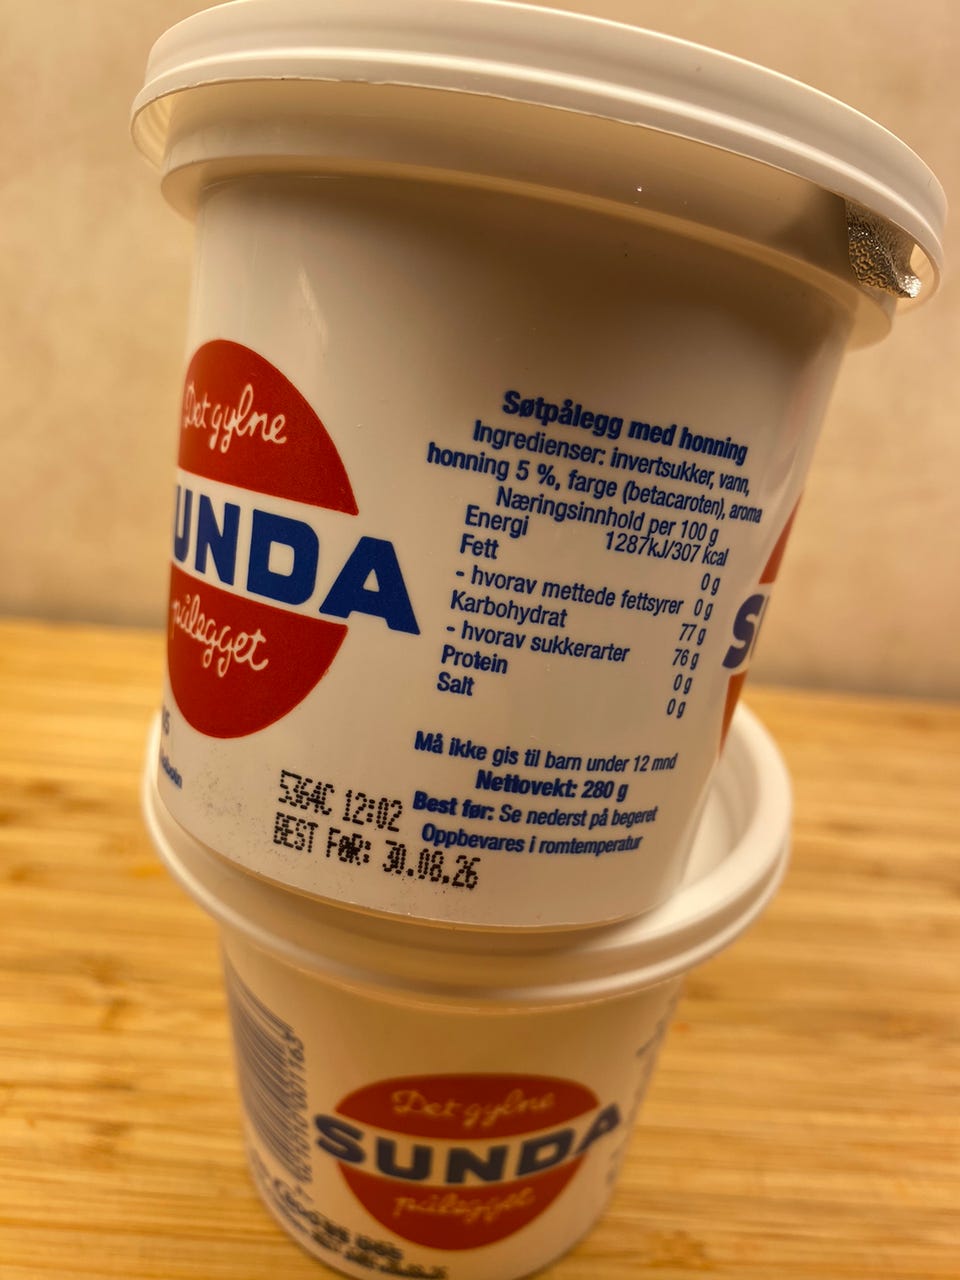 Det gylne
SUNDA
pålegget
Søtpålegg med honning
Ingredienser: invertsukker, vann,
honning 5 %, farge (betacaroten), aroma
Næringsinnhold per 100 g
Energi 1287kJ/307 kcal
Fett 0 g
- hvorav mettede fettsyrer 0 g
Karbohydrat 77 g
- hvorav sukkerarter 76 g
Protein 0 g
Salt 0 g
Må ikke gis til barn under 12 mnd
Nettovekt: 280 g
Best før: Se nederst på begeret
Oppbevares i romtemperatur
5364C 12:02
BEST FØR: 30.08.26
Det gylne
SUNDA
pålegget